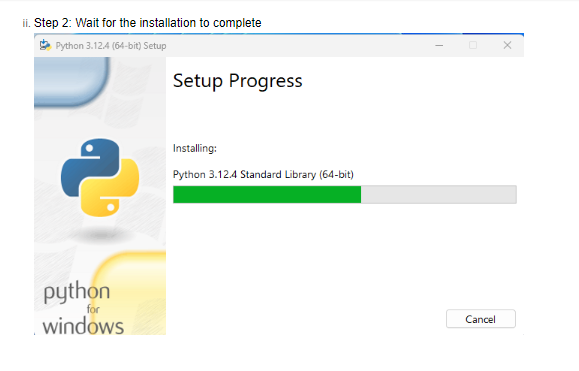 ii. Step 2: Wait for the installation to complete
Python 3.12.4 (64-bit) Setup
Setup Progress
Installing:
Python 3.12.4 Standard Library (64-bit)
python
for
windows
Cancel